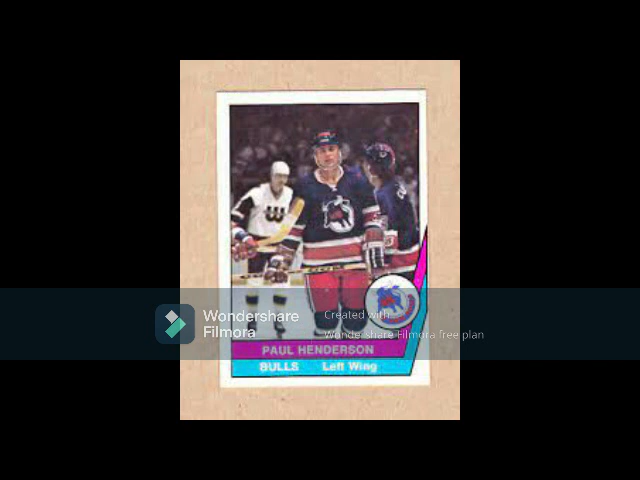 Wondershare
Filmora
Created with
Wondershare Filmora free plan
PAUL HENDERSON
BULLS Left Wing